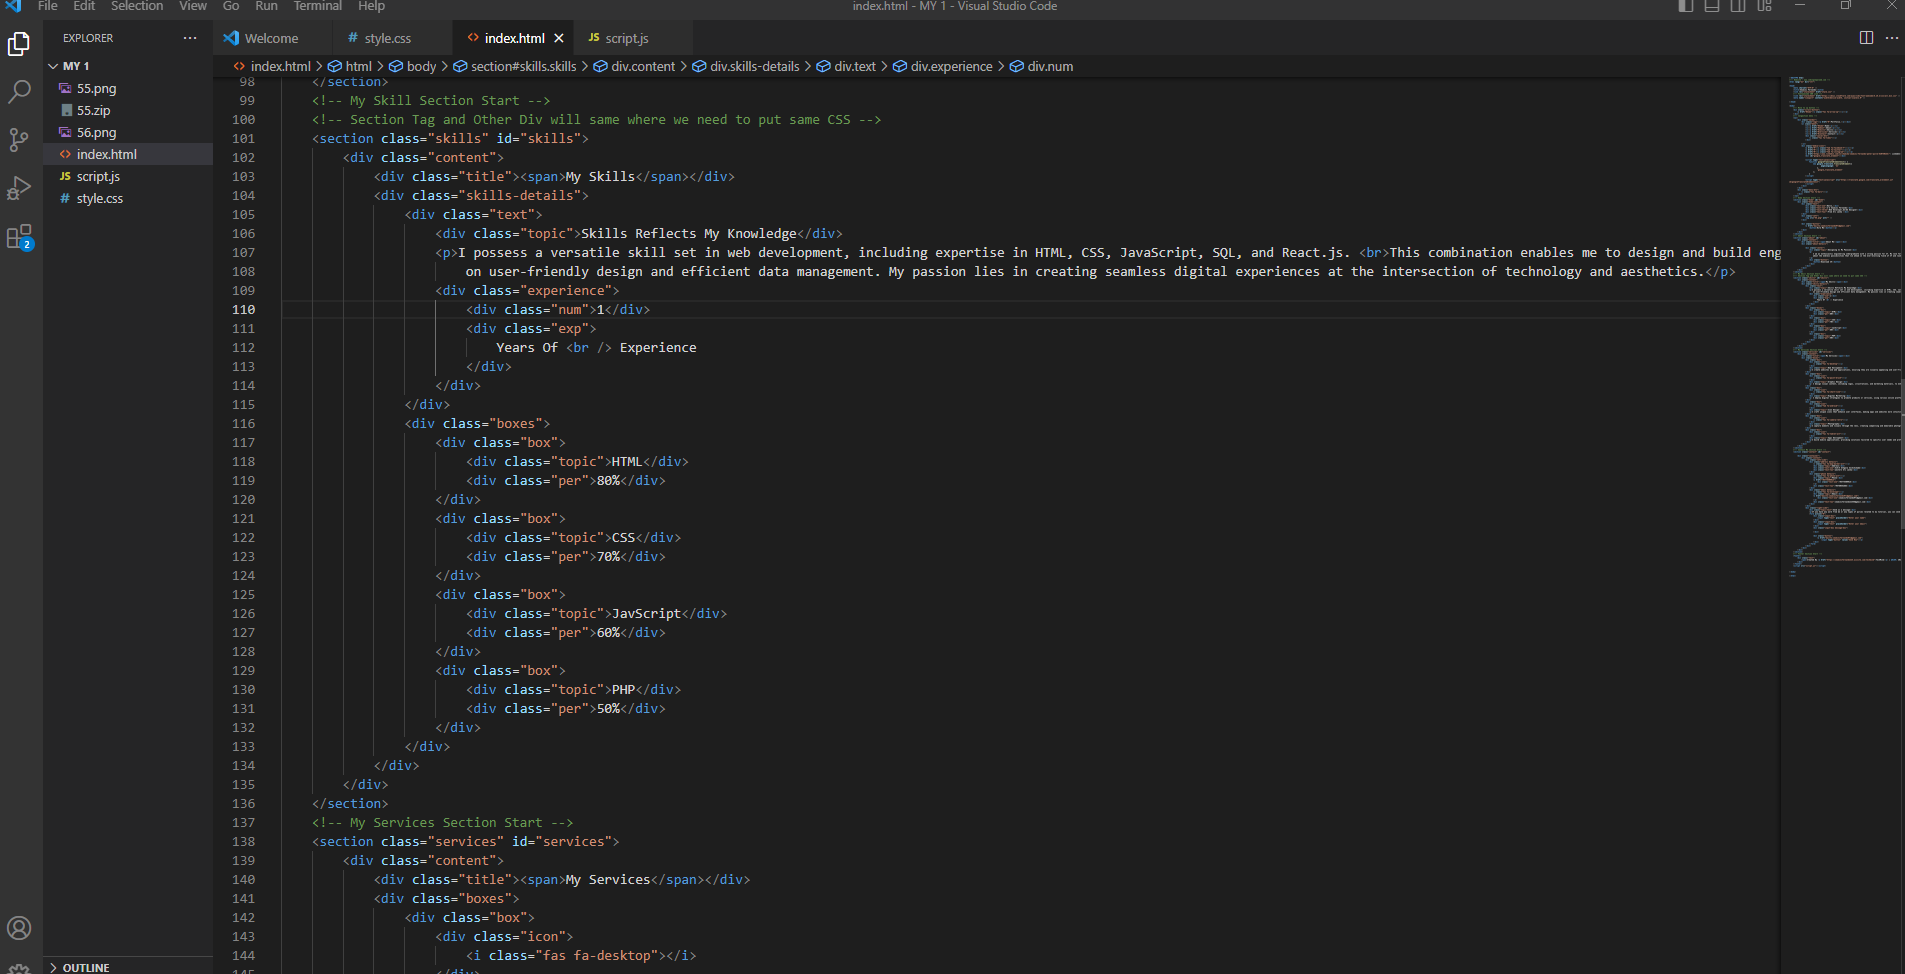 File Edit Selection View Go Run Terminal Help
index.html - MY 1 - Visual Studio Code
EXPLORER
MY 1
55.png
55.zip
56.png
index.html
JS script.js
# style.css
OUTLINE
2
Welcome
# style.css
index.html
JS script.js
index.html > html > body > section#skills.skills > div.content > div.skills-details > div.text > div.experience > div.num
98 </section>
99 <!-- My Skill Section Start -->
100 <!-- Section Tag and Other Div will same where we need to put same CSS -->
101 <section class="skills" id="skills">
102 <div class="content">
103 <div class="title"><span>My Skills</span></div>
104 <div class="skills-details">
105 <div class="text">
106 <div class="topic">Skills Reflects My Knowledge</div>
107 <p>I possess a versatile skill set in web development, including expertise in HTML, CSS, JavaScript, SQL, and React.js. <br>This combination enables me to design and build eng
108 on user-friendly design and efficient data management. My passion lies in creating seamless digital experiences at the intersection of technology and aesthetics.</p>
109 <div class="experience">
110 <div class="num">1</div>
111 <div class="exp">
112 Years Of <br /> Experience
113 </div>
114 </div>
115 </div>
116 <div class="boxes">
117 <div class="box">
118 <div class="topic">HTML</div>
119 <div class="per">80%</div>
120 </div>
121 <div class="box">
122 <div class="topic">CSS</div>
123 <div class="per">70%</div>
124 </div>
125 <div class="box">
126 <div class="topic">JavScript</div>
127 <div class="per">60%</div>
128 </div>
129 <div class="box">
130 <div class="topic">PHP</div>
131 <div class="per">50%</div>
132 </div>
133 </div>
134 </div>
135 </div>
136 </section>
137 <!-- My Services Section Start -->
138 <section class="services" id="services">
139 <div class="content">
140 <div class="title"><span>My Services</span></div>
141 <div class="boxes">
142 <div class="box">
143 <div class="icon">
144 <i class="fas fa-desktop"></i>
145 </div>